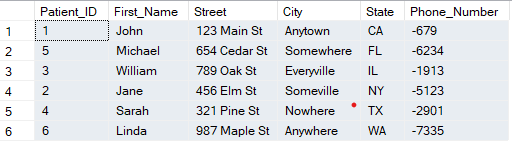 Patient_ID First_Name Street City State Phone_Number
1 1 John 123 Main St Anytown CA -679
2 5 Michael 654 Cedar St Somewhere FL -6234
3 3 William 789 Oak St Everyville IL -1913
4 2 Jane 456 Elm St Someville NY -5123
5 4 Sarah 321 Pine St Nowhere TX -2901
6 6 Linda 987 Maple St Anywhere WA -7335